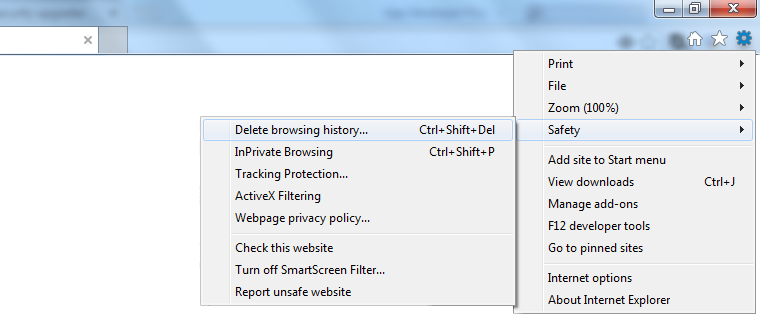 Print
File
Zoom (100%)
Safety
Delete browsing history... Ctrl+Shift+Del
InPrivate Browsing Ctrl+Shift+P
Tracking Protection...
ActiveX Filtering
Webpage privacy policy...
Check this website
Turn off SmartScreen Filter...
Report unsafe website
Add site to Start menu
View downloads Ctrl+J
Manage add-ons
F12 developer tools
Go to pinned sites
Internet options
About Internet Explorer